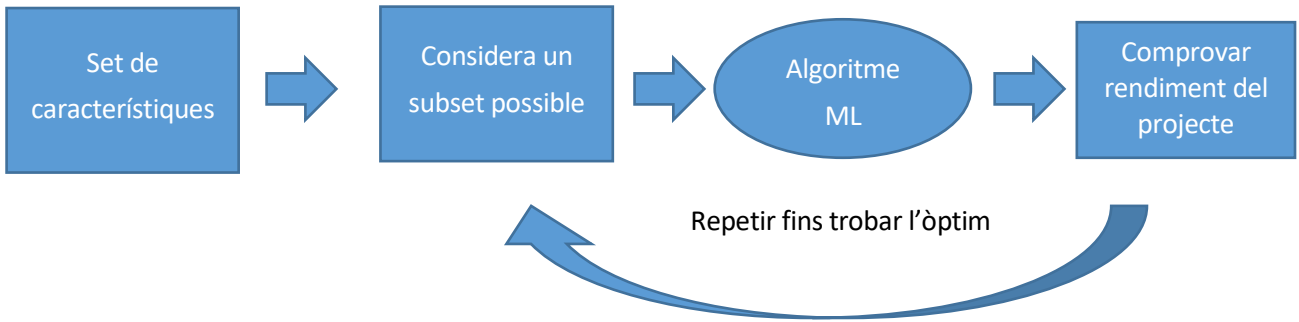 Set de
característiques
Considera un
subset possible
Algoritme
ML
Comprovar
rendiment del
projecte
Repetir fins trobar l’òptim